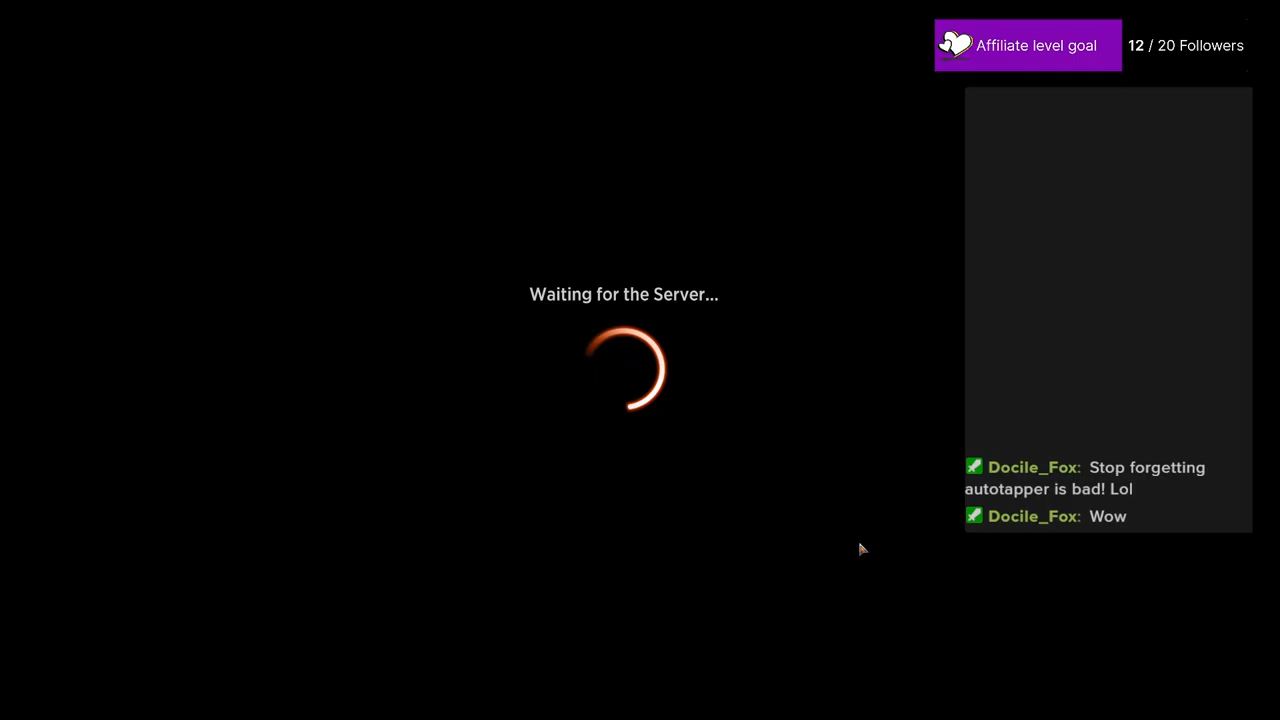 Affiliate level goal 12 / 20 Followers
Waiting for the Server...
Docile_Fox: Stop forgetting
autotapper is bad! Lol
Docile_Fox: Wow